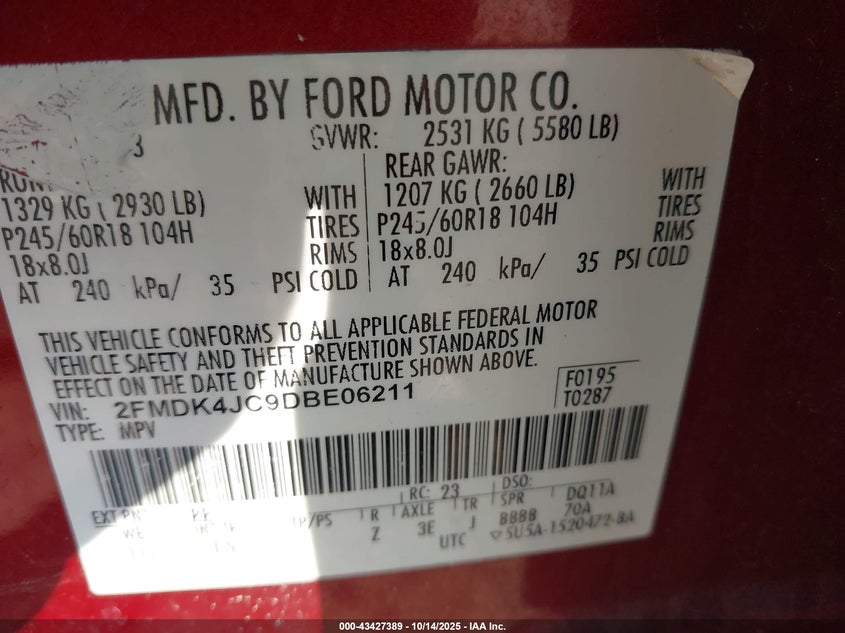 MFD. BY FORD MOTOR CO.
3 GVWR: 2531 KG ( 5580 LB)
REAR GAWR:
1329 KG ( 2930 LB) WITH 1207 KG ( 2660 LB) WITH
P245/60R18 104H TIRES P245/60R18 104H TIRES
18x8.0J RIMS 18x8.0J RIMS
AT 240 kPa/ 35 PSI COLD AT 240 kPa/ 35 PSI COLD
THIS VEHICLE CONFORMS TO ALL APPLICABLE FEDERAL MOTOR
VEHICLE SAFETY AND THEFT PREVENTION STANDARDS IN
EFFECT ON THE DATE OF MANUFACTURE SHOWN ABOVE.
VIN: 2FMDK4JC9DBE06211
F0195
T0287
TYPE: MPV
RC: 23 DSO:
EXT PNT P/PS R AXLE TR SPR DQ11A
Z 3E J 8888 70A
UTC ▽5U5A-1520472-BA
000-43427389 | 10/14/2025 - IAA Inc.